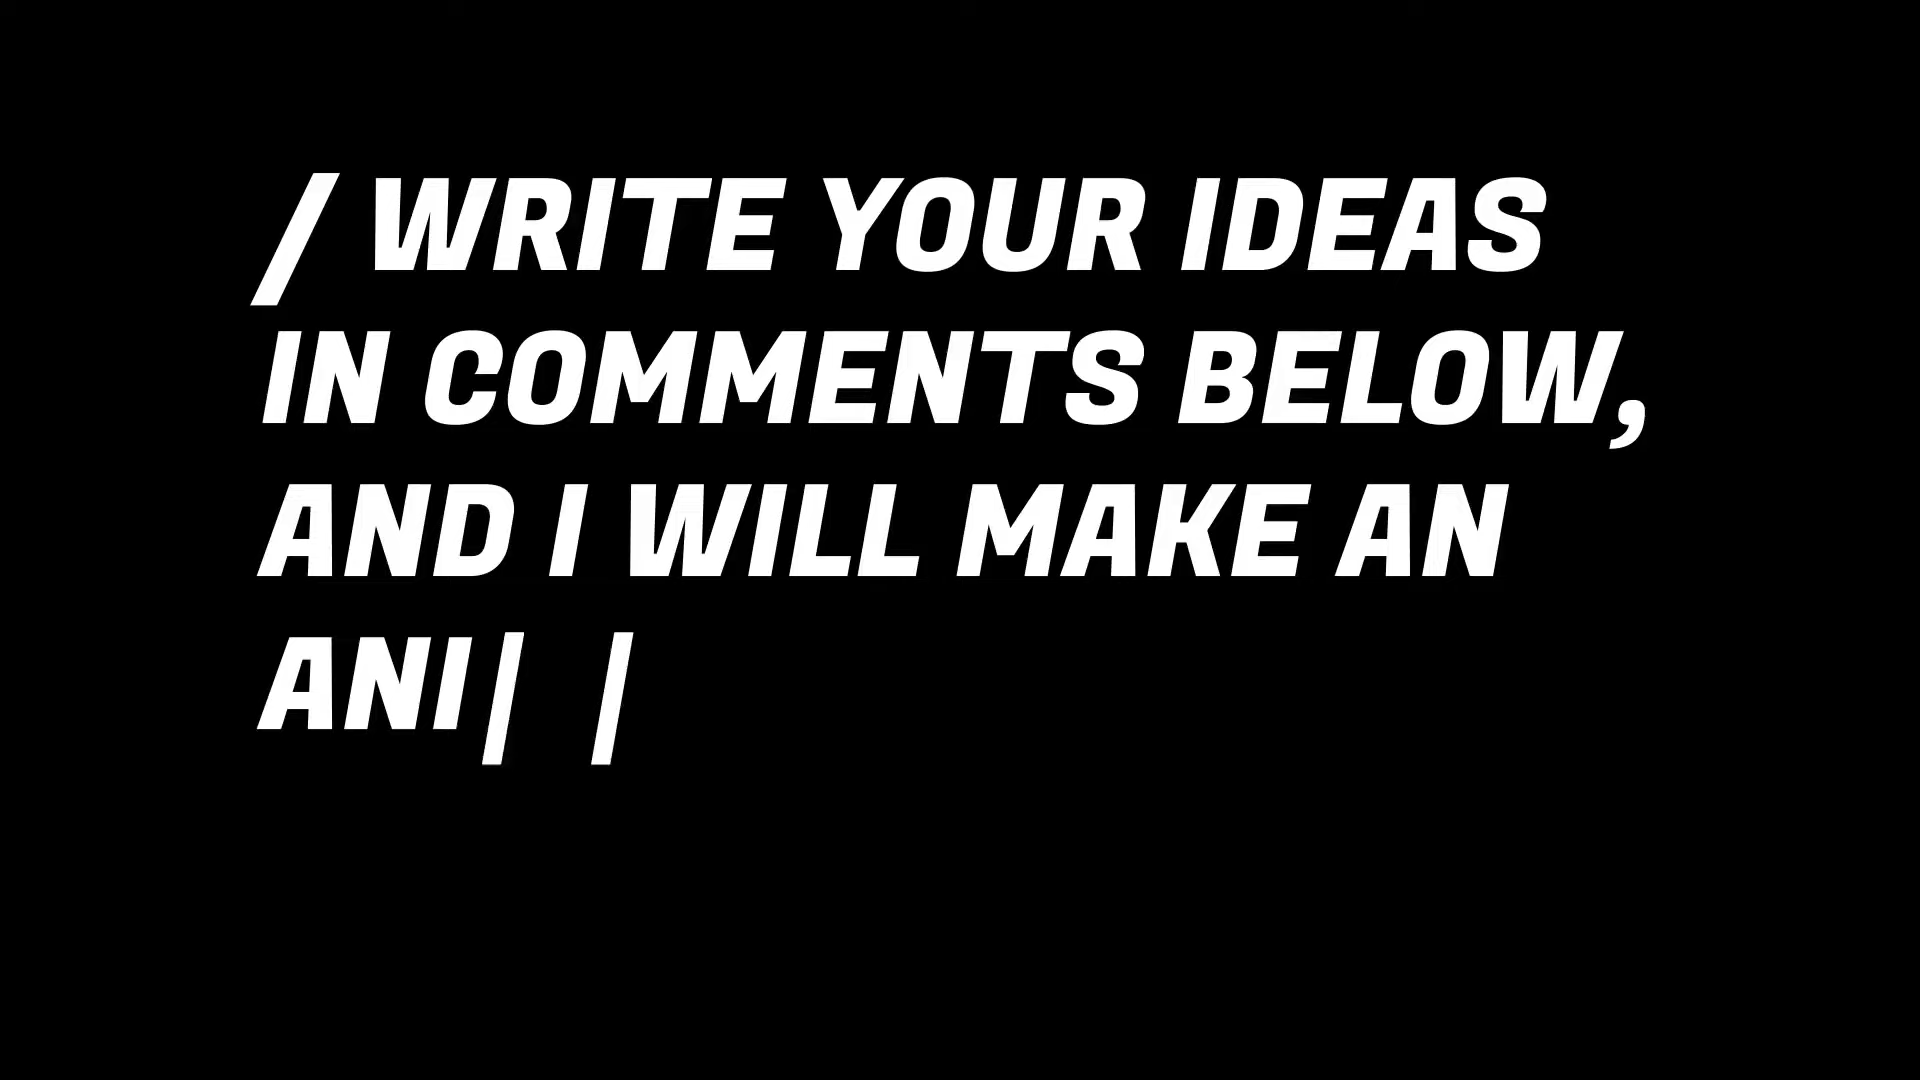 / WRITE YOUR IDEAS
IN COMMENTS BELOW,
AND I WILL MAKE AN
ANI| |